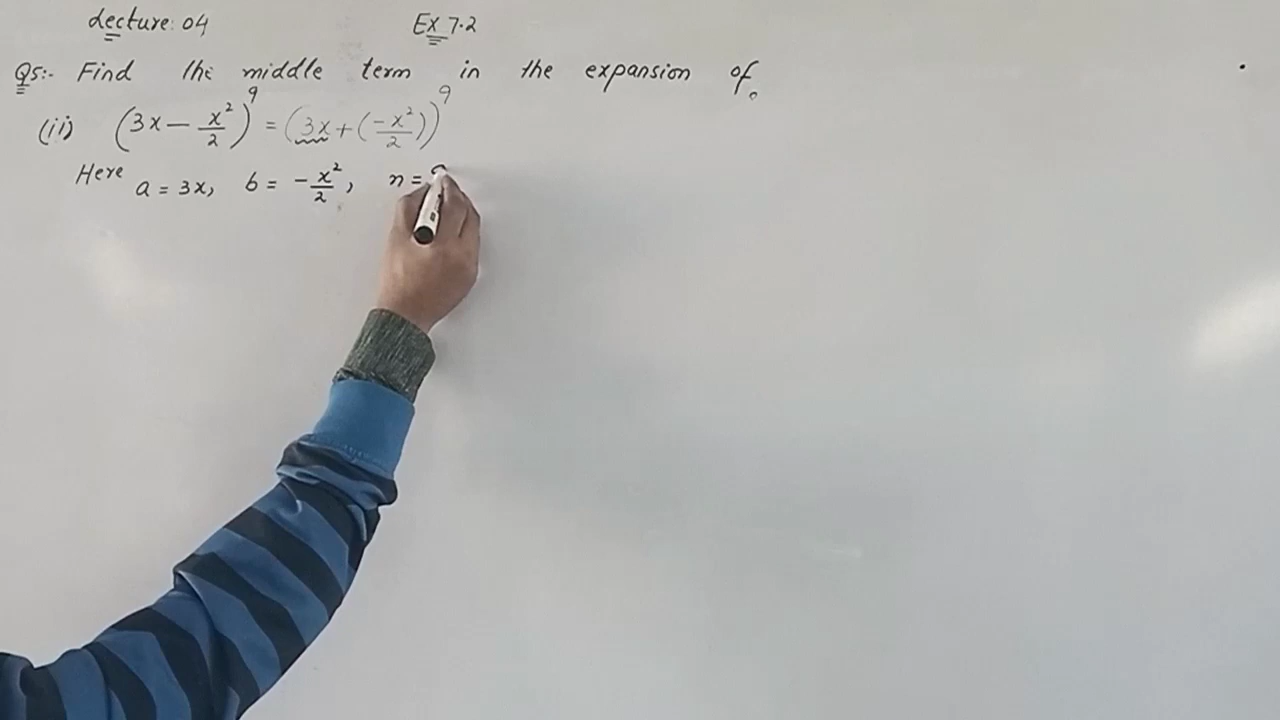 Lecture: 04 Ex 7.2
Q5:- Find the middle term in the expansion of.
(ii) (3x - x²/2)⁹ = (3x + (-x²/2))⁹
Here a = 3x, b = -x²/2, n =